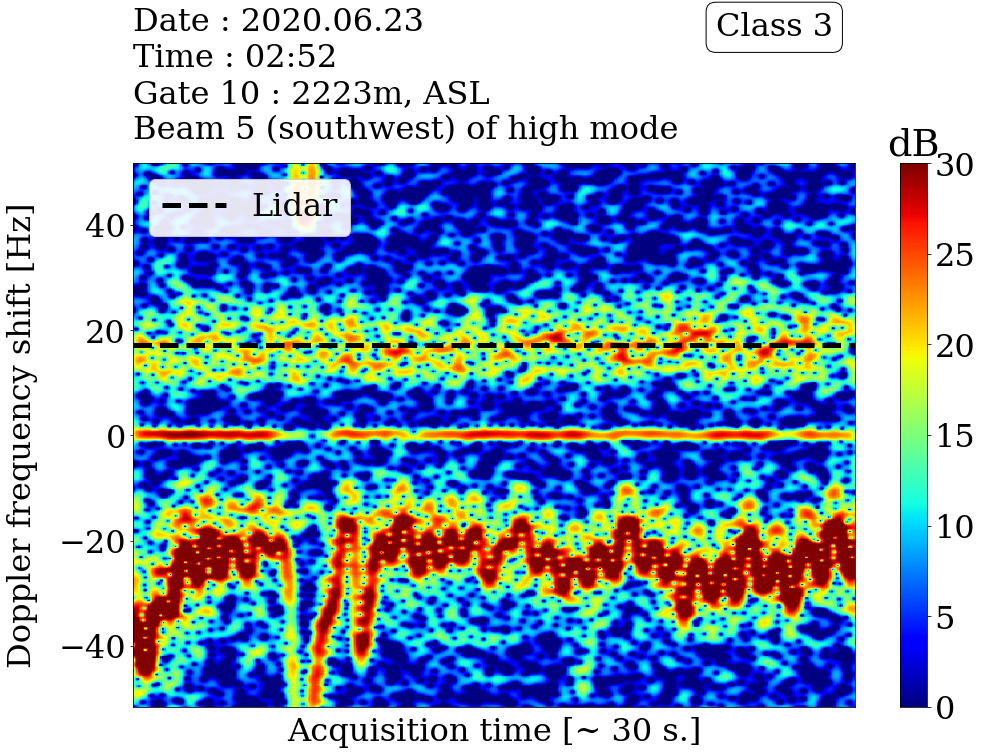 Date : 2020.06.23
Time : 02:52
Gate 10 : 2223m, ASL
Beam 5 (southwest) of high mode
Class 3
dB
Lidar
Doppler frequency shift [Hz]
40
20
0
−20
−40
Acquisition time [~ 30 s.]
30
25
20
15
10
5
0